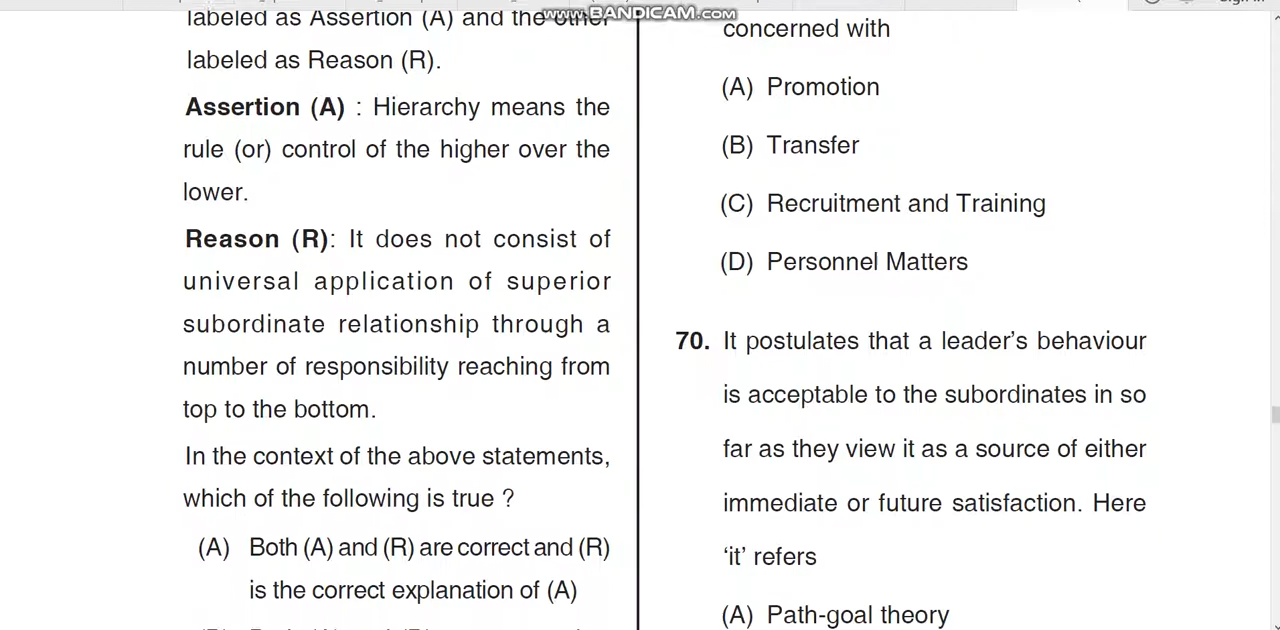 www.BANDICAM.com
labeled as Assertion (A) and the other
labeled as Reason (R).
Assertion (A) : Hierarchy means the
rule (or) control of the higher over the
lower.
Reason (R): It does not consist of
universal application of superior
subordinate relationship through a
number of responsibility reaching from
top to the bottom.
In the context of the above statements,
which of the following is true ?
(A) Both (A) and (R) are correct and (R)
is the correct explanation of (A)
concerned with
(A) Promotion
(B) Transfer
(C) Recruitment and Training
(D) Personnel Matters
70. It postulates that a leader's behaviour
is acceptable to the subordinates in so
far as they view it as a source of either
immediate or future satisfaction. Here
'it' refers
(A) Path-goal theory